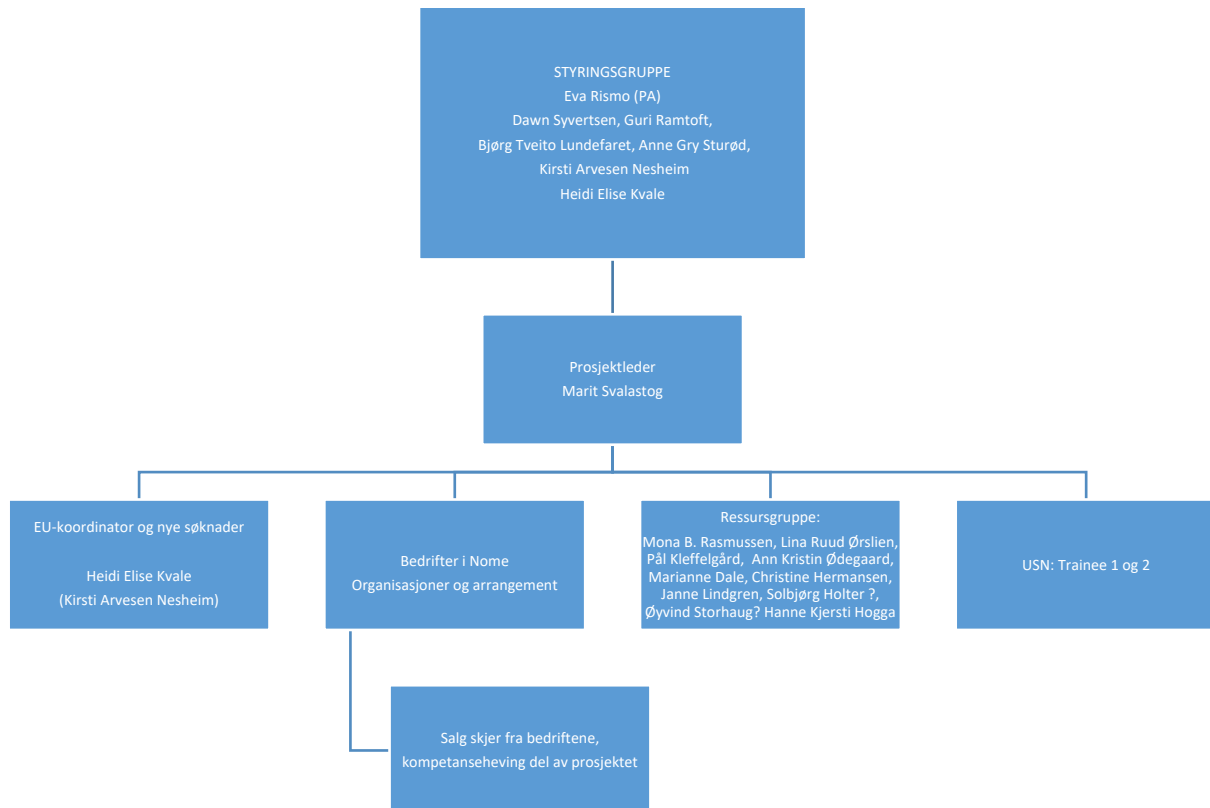 STYRINGSGRUPPE
Eva Rismo (PA)
Dawn Syvertsen, Guri Ramtoft,
Bjørg Tveito Lundefaret, Anne Gry Sturød,
Kirsti Arvesen Nesheim
Heidi Elise Kvale
Prosjektleder
Marit Svalastog
EU-koordinator og nye søknader
Heidi Elise Kvale
(Kirsti Arvesen Nesheim)
Bedrifter i Nome
Organisasjoner og arrangement
Ressursgruppe:
Mona B. Rasmussen, Lina Ruud Ørslien,
Pål Kleffelgård, Ann Kristin Ødegaard,
Marianne Dale, Christine Hermansen,
Janne Lindgren, Solbjørg Holter ?,
Øyvind Storhaug? Hanne Kjersti Hogga
USN: Trainee 1 og 2
Salg skjer fra bedriftene,
kompetanseheving del av prosjektet